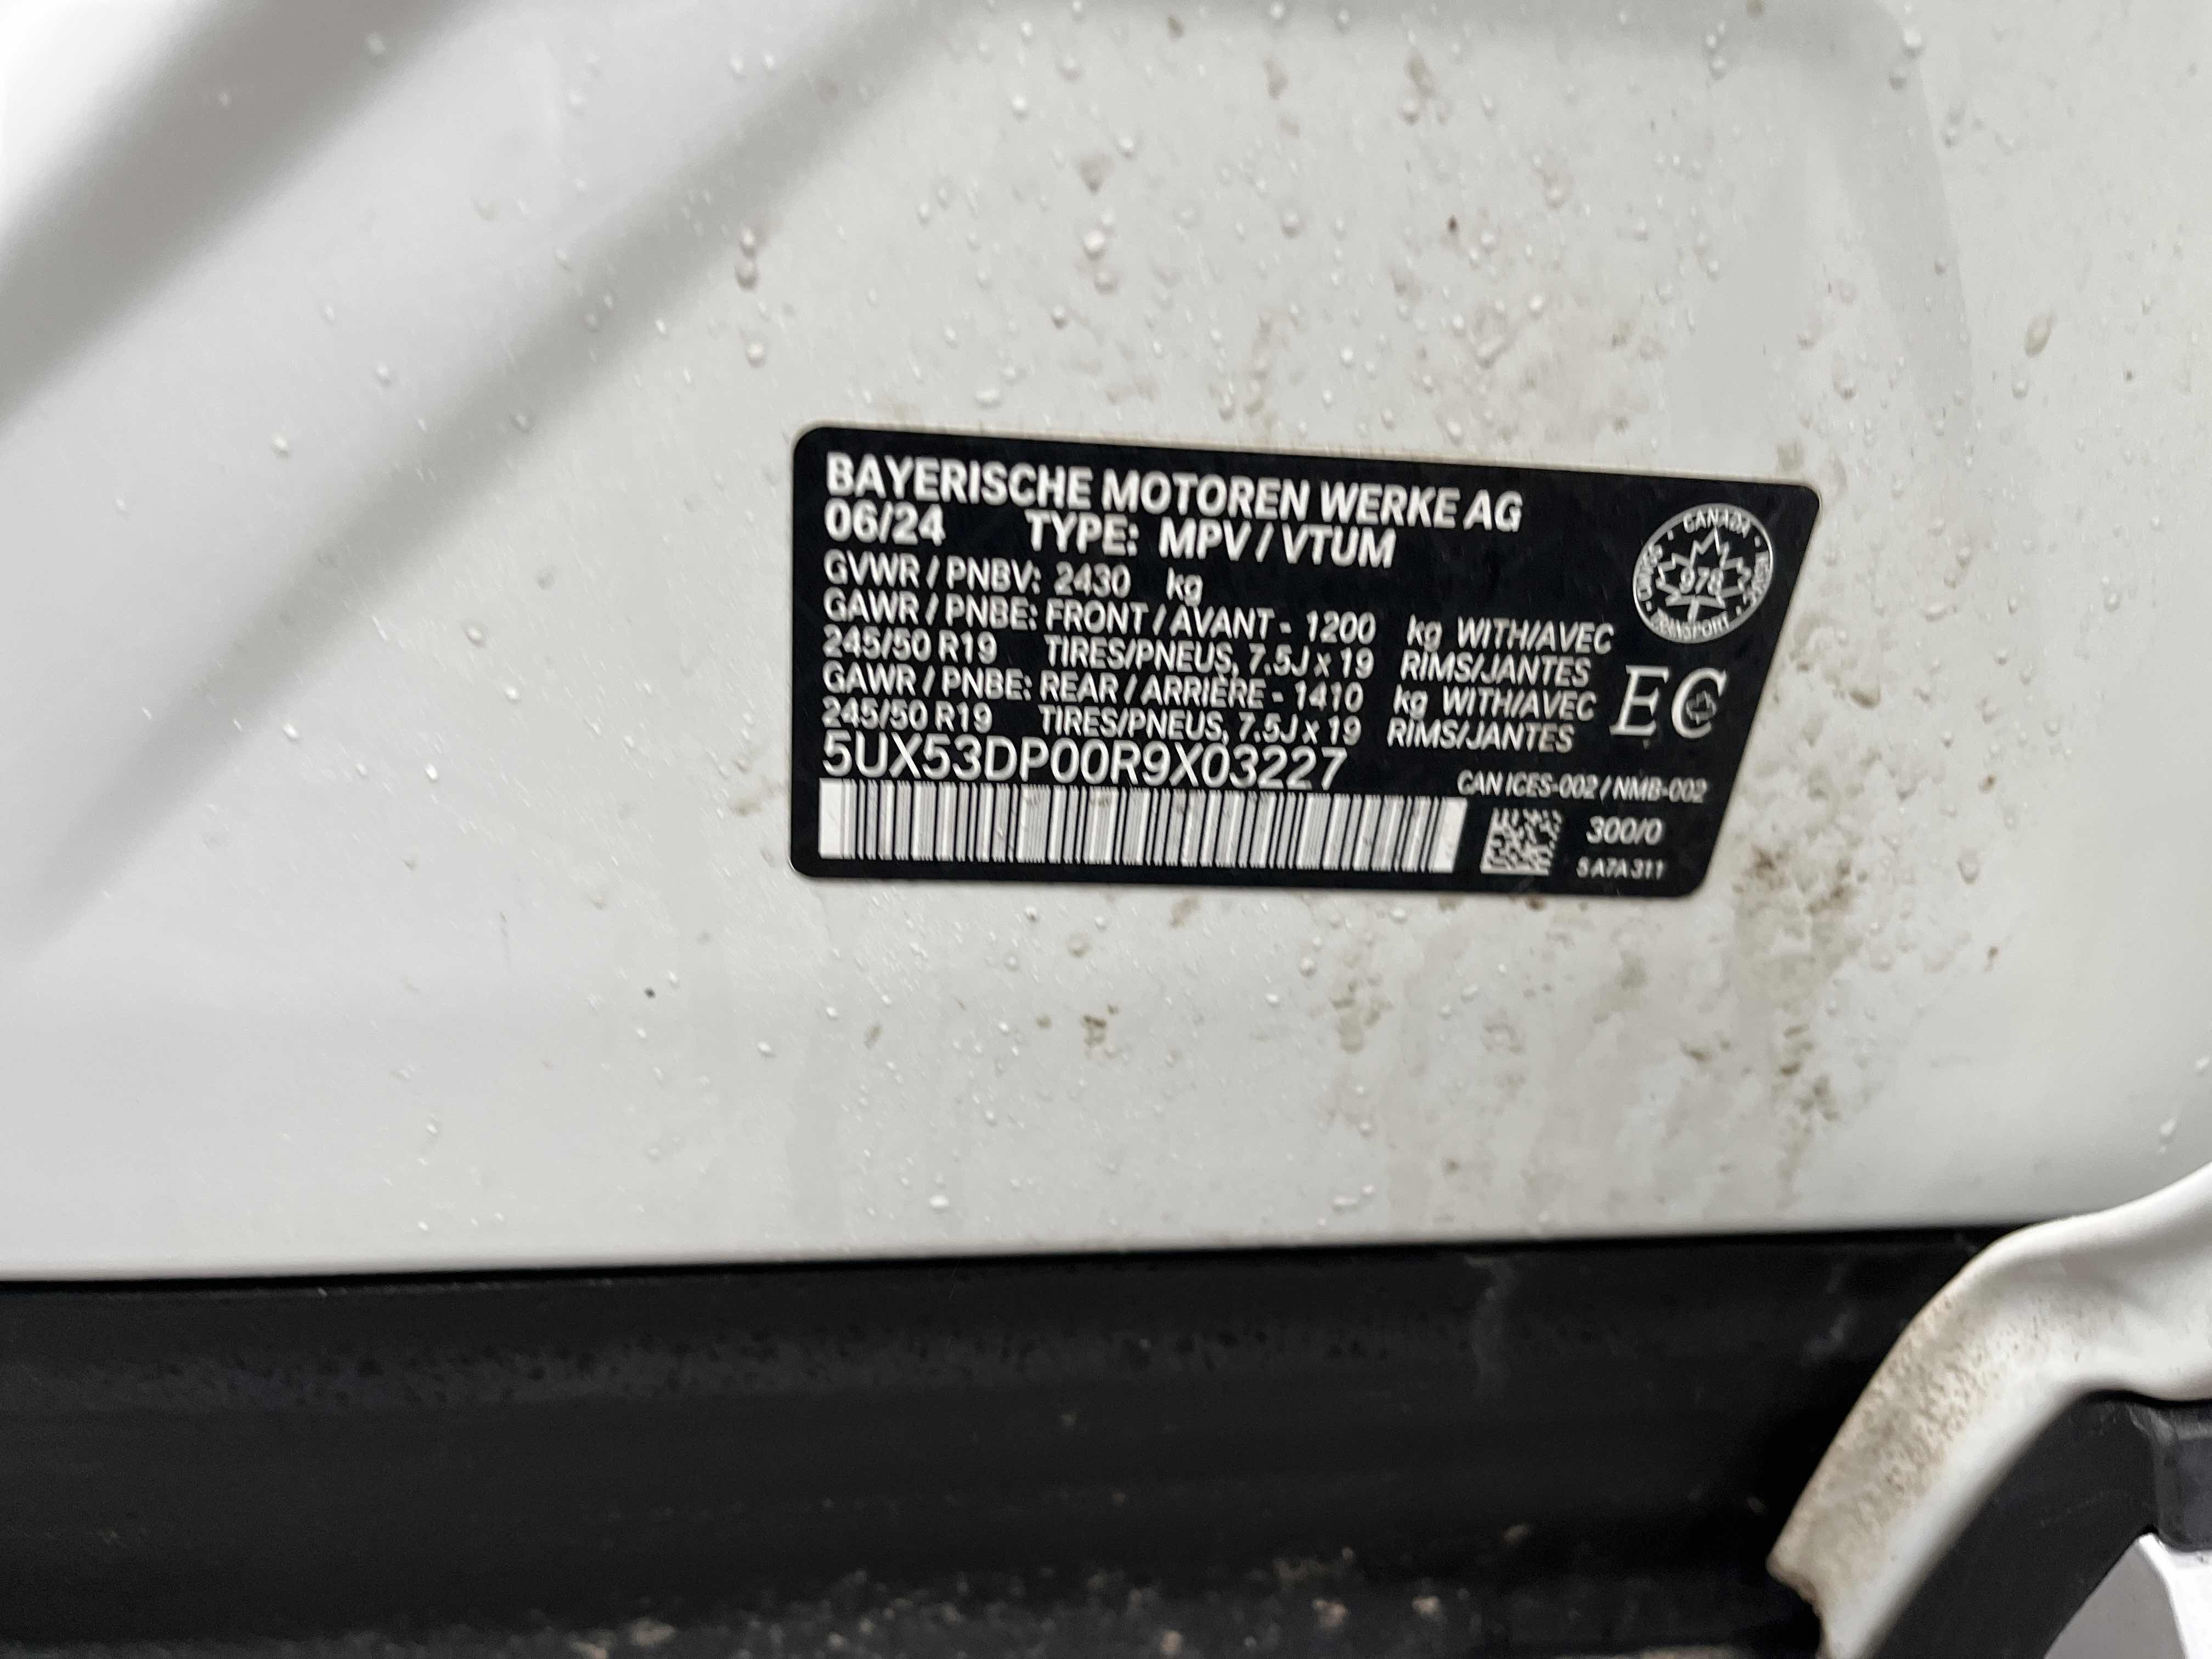 BAYERISCHE MOTOREN WERKE AG
06/24 TYPE: MPV / VTUM
GVWR / PNBV: 2430 kg
GAWR / PNBE: FRONT / AVANT - 1200 kg WITH/AVEC
245/50 R19 TIRES/PNEUS, 7.5J x 19 RIMS/JANTES
GAWR / PNBE: REAR / ARRIÈRE - 1410 kg WITH/AVEC
245/50 R19 TIRES/PNEUS, 7.5J x 19 RIMS/JANTES
5UX53DP00R9X03227
CANADA
978
TRANSPORT
EC
CAN ICES-002 / NMB-002
300/0
5 A7A 311